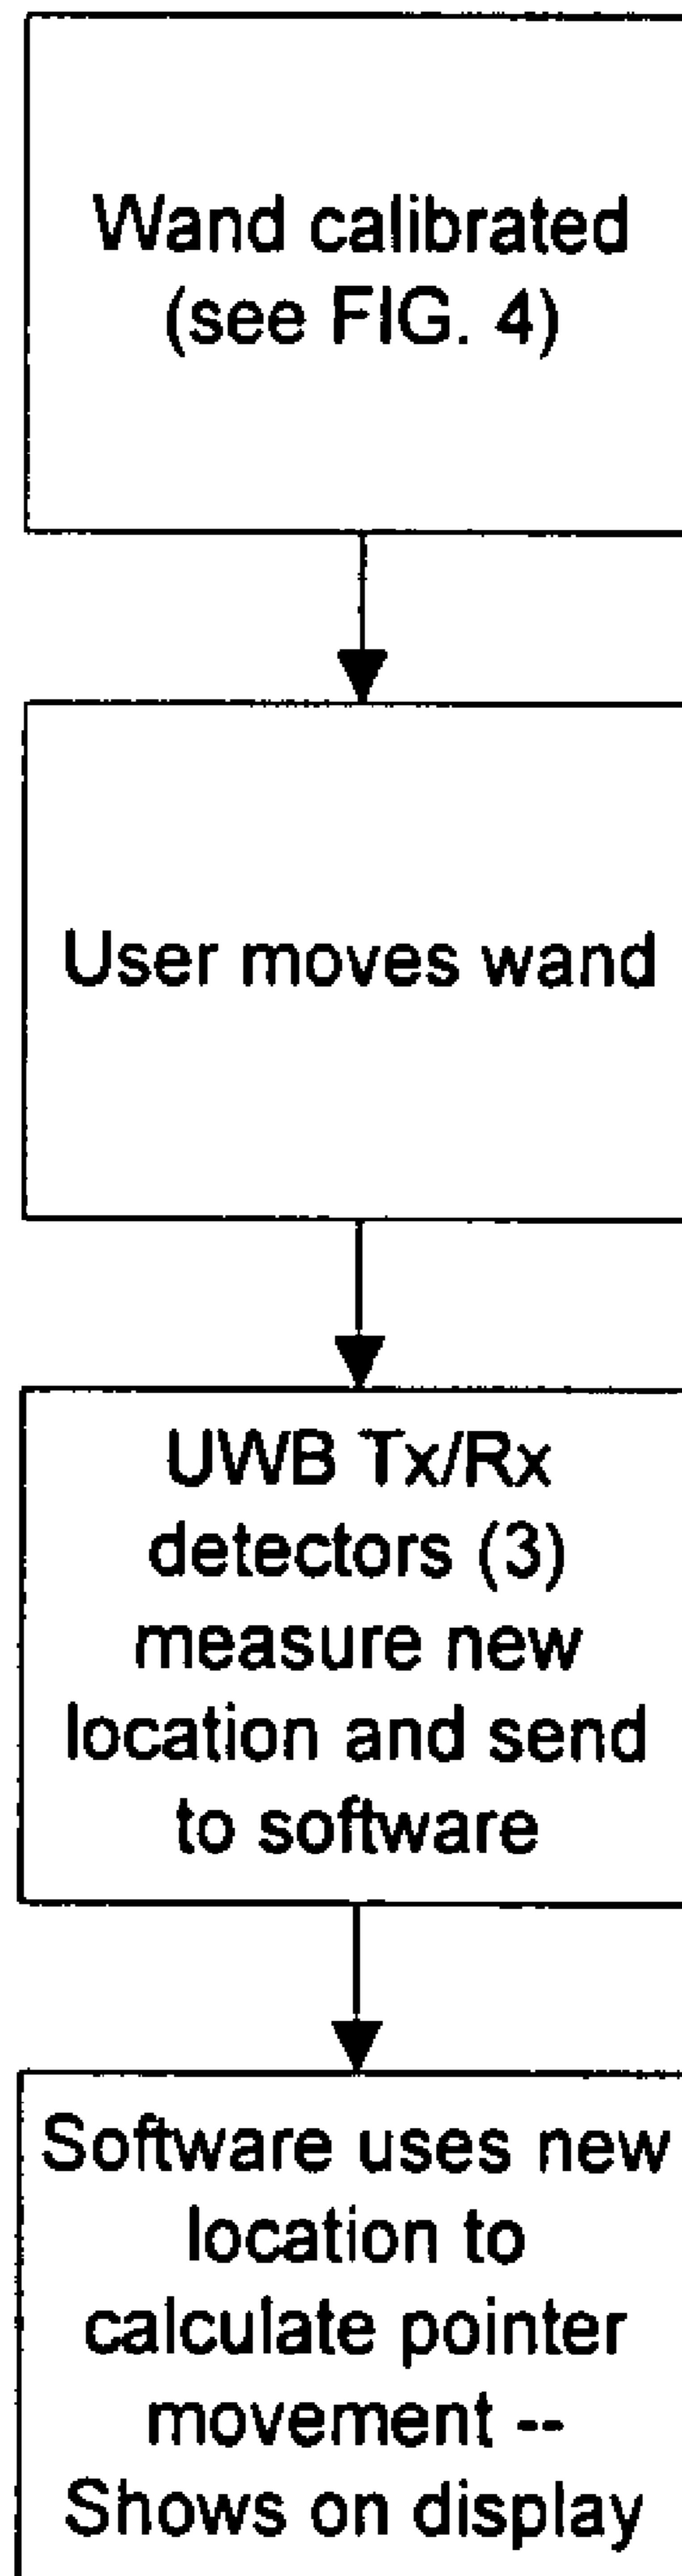 Wand calibrated
(see FIG. 4)
User moves wand
UWB Tx/Rx
detectors (3)
measure new
location and send
to software
Software uses new
location to
calculate pointer
movement --
Shows on display